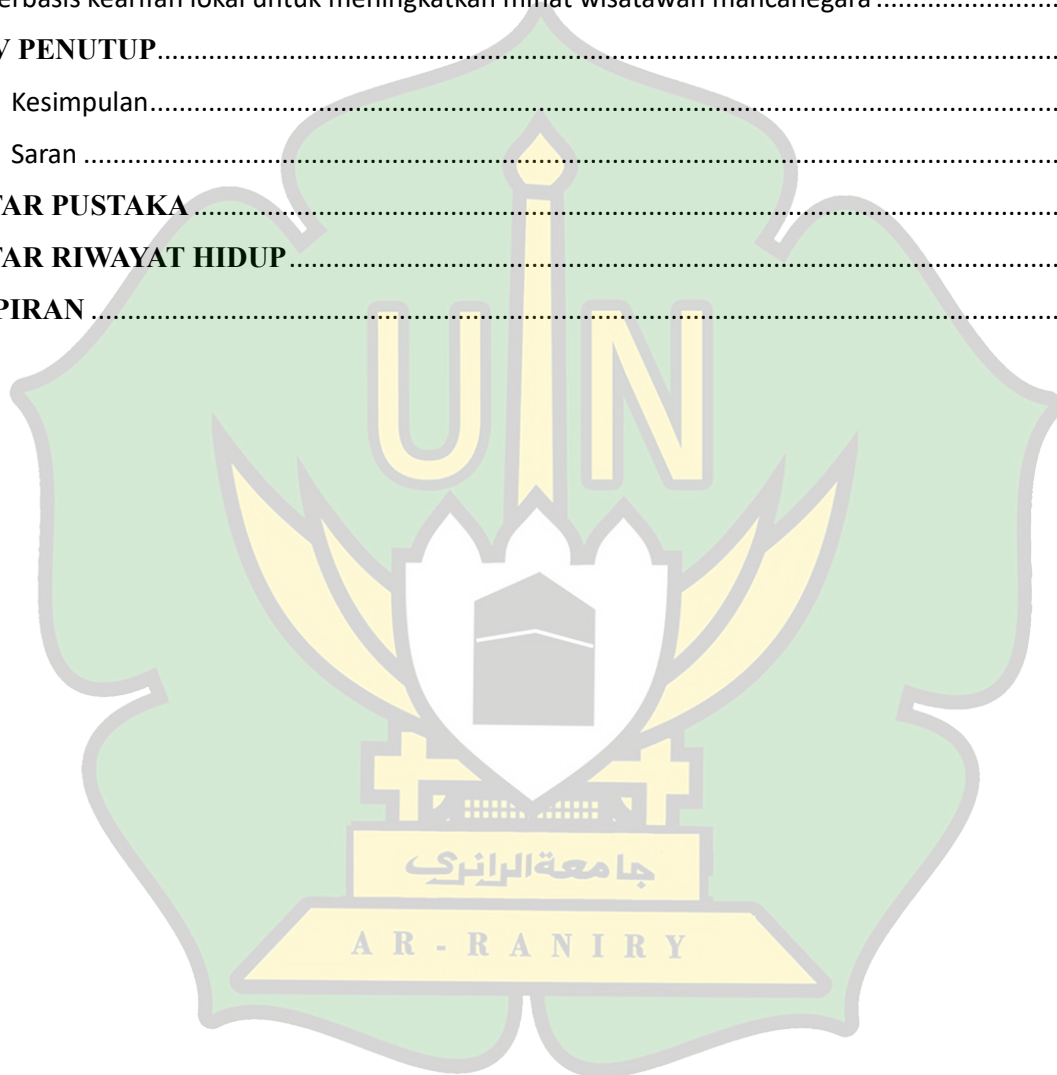 erbasis kearifan lokal untuk meningkatkan minat wisatawan mancanegara ........................
V PENUTUP........................
Kesimpulan........................
Saran ........................
TAR PUSTAKA ........................
TAR RIWAYAT HIDUP........................
PIRAN ........................
UIN
جامعة الرانري
AR - RANIRY